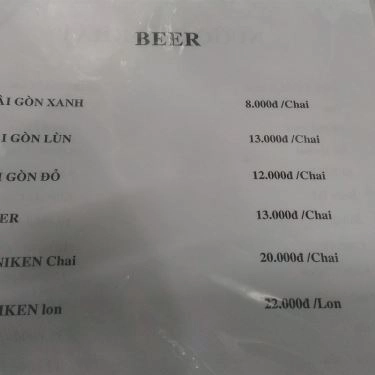 BEER
ÀI GÒN XANH 8.000đ /Chai
I GÒN LÙN 13.000đ /Chai
I GÒN ĐỎ 12.000đ /Chai
ER 13.000đ /Chai
NIKEN Chai 20.000đ /Chai
IKEN lon 22.000đ /Lon